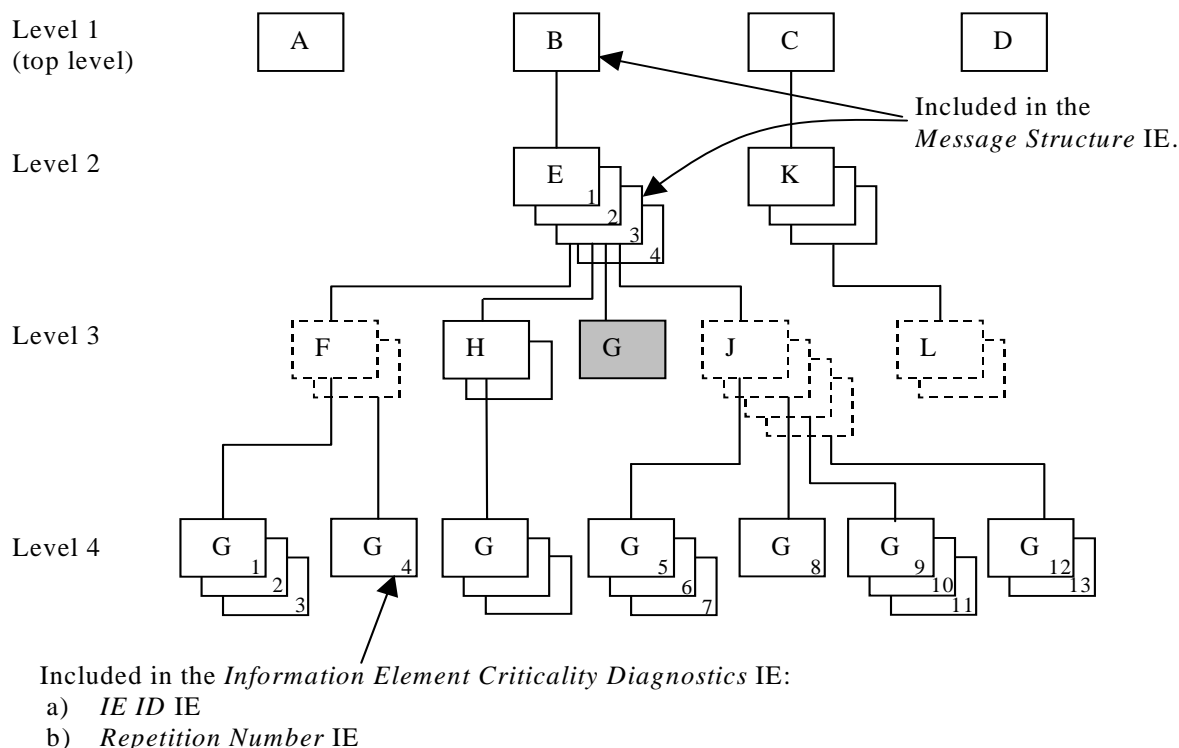 Level 1
(top level)
A
B
C
D
Included in the
Message Structure IE.
Level 2
E
1
2
3
4
K
Level 3
F
H
G
J
L
Level 4
G
1
2
3
G
4
G
G
5
6
7
G
8
G
9
10
11
G
12
13
Included in the Information Element Criticality Diagnostics IE:
a) IE ID IE
b) Repetition Number IE